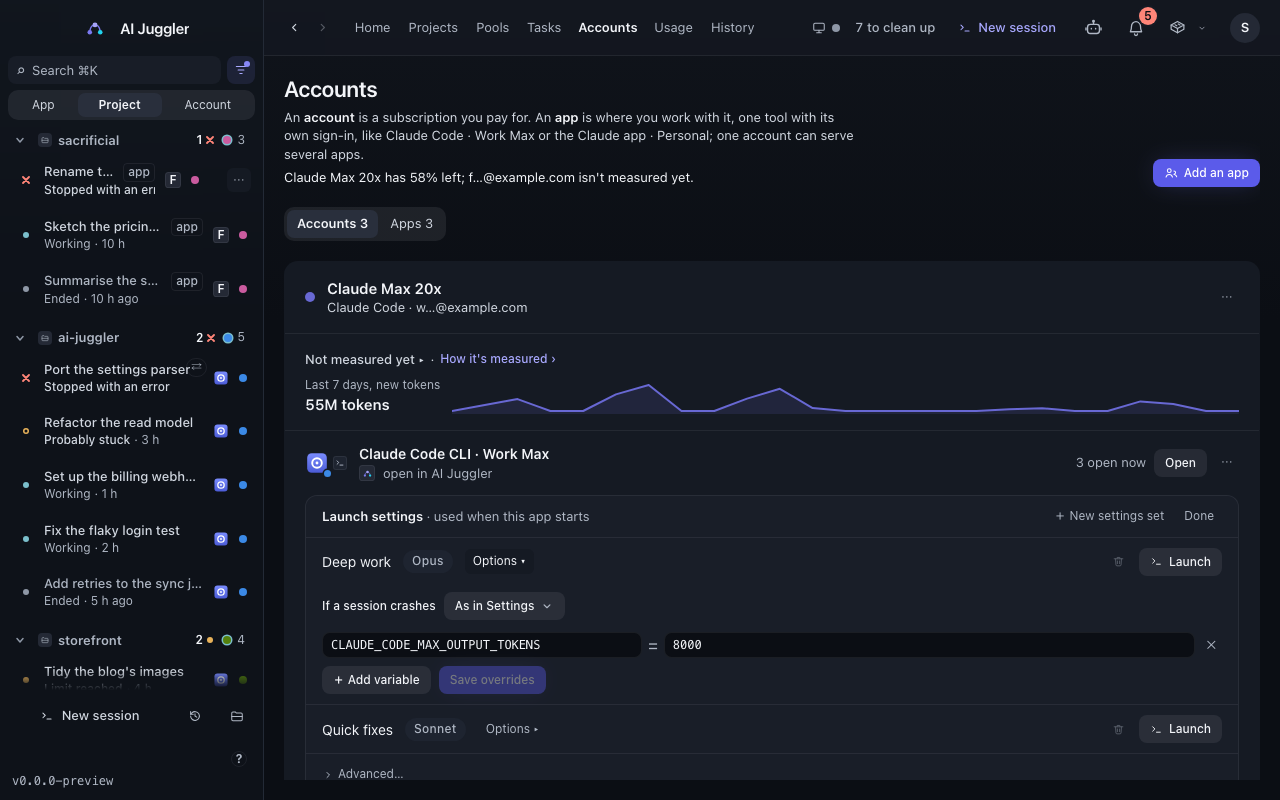 AI Juggler
Search ⌘K
App Project Account
sacrificial 1 3
Rename t... app F
Stopped with an err
Sketch the pricin... app F
Working · 10 h
Summarise the s... app F
Ended · 10 h ago
ai-juggler 2 5
Port the settings parser
Stopped with an error
Refactor the read model
Probably stuck · 3 h
Set up the billing webh...
Working · 1 h
Fix the flaky login test
Working · 2 h
Add retries to the sync j...
Ended · 5 h ago
storefront 2 4
Tidy the blog's images
Limit reached · 4 h
New session
?
v0.0.0-preview
Home Projects Pools Tasks Accounts Usage History 7 to clean up New session 5 S
Accounts
An account is a subscription you pay for. An app is where you work with it, one tool with its
own sign-in, like Claude Code · Work Max or the Claude app · Personal; one account can serve
several apps.
Claude Max 20x has 58% left; f...@example.com isn't measured yet.
Add an app
Accounts 3 Apps 3
Claude Max 20x
Claude Code · w...@example.com
Not measured yet · How it's measured ›
Last 7 days, new tokens
55M tokens
Claude Code CLI · Work Max
open in AI Juggler
3 open now Open
Launch settings · used when this app starts
+ New settings set Done
Deep work Opus Options Launch
If a session crashes As in Settings
CLAUDE_CODE_MAX_OUTPUT_TOKENS = 8000
+ Add variable Save overrides
Quick fixes Sonnet Options Launch
Advanced...